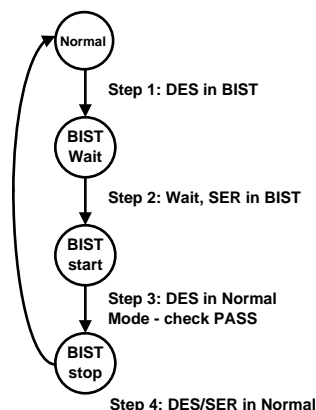 Normal
Step 1: DES in BIST
BIST
Wait
Step 2: Wait, SER in BIST
BIST
start
Step 3: DES in Normal
Mode - check PASS
BIST
stop
Step 4: DES/SER in Normal